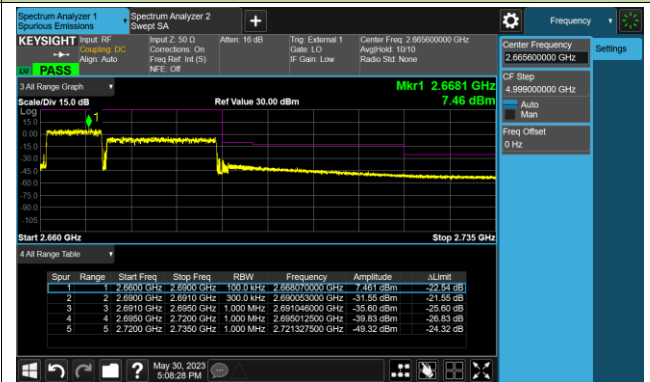 Spectrum Analyzer 1
Spurious Emissions
Spectrum Analyzer 2
Swept SA
Frequency
KEYSIGHT
Input: RF
Coupling: DC
Align: Auto
Input Z: 50 Ω
Corrections: On
Freq Ref: Int (S)
NFE: Off
Atten: 16 dB
Trig: External 1
Gate: LO
IF Gain: Low
Center Freq: 2.665600000 GHz
Avg|Hold: 10/10
Radio Std: None
PASS
Center Frequency
2.665600000 GHz
Settings
CF Step
4.999000000 GHz
Auto
Man
Freq Offset
0 Hz
3 All Range Graph
Mkr1 2.6681 GHz
7.46 dBm
Scale/Div 15.0 dB
Ref Value 30.00 dBm
Log
15.0
0.00
-15.0
-30.0
-45.0
-60.0
-75.0
-90.0
-105
1
Start 2.660 GHz
Stop 2.735 GHz
4 All Range Table
Spur Range Start Freq Stop Freq RBW Frequency Amplitude ΔLimit
1 1 2.6600 GHz 2.6900 GHz 100.0 kHz 2.668070000 GHz 7.461 dBm -22.54 dB
2 2 2.6900 GHz 2.6910 GHz 300.0 kHz 2.690053000 GHz -31.55 dBm -21.55 dB
3 3 2.6910 GHz 2.6950 GHz 1.000 MHz 2.691046000 GHz -35.60 dBm -25.60 dB
4 4 2.6950 GHz 2.7200 GHz 1.000 MHz 2.695012500 GHz -39.83 dBm -26.83 dB
5 5 2.7200 GHz 2.7350 GHz 1.000 MHz 2.721327500 GHz -49.32 dBm -24.32 dB
May 30, 2023
5:08:28 PM